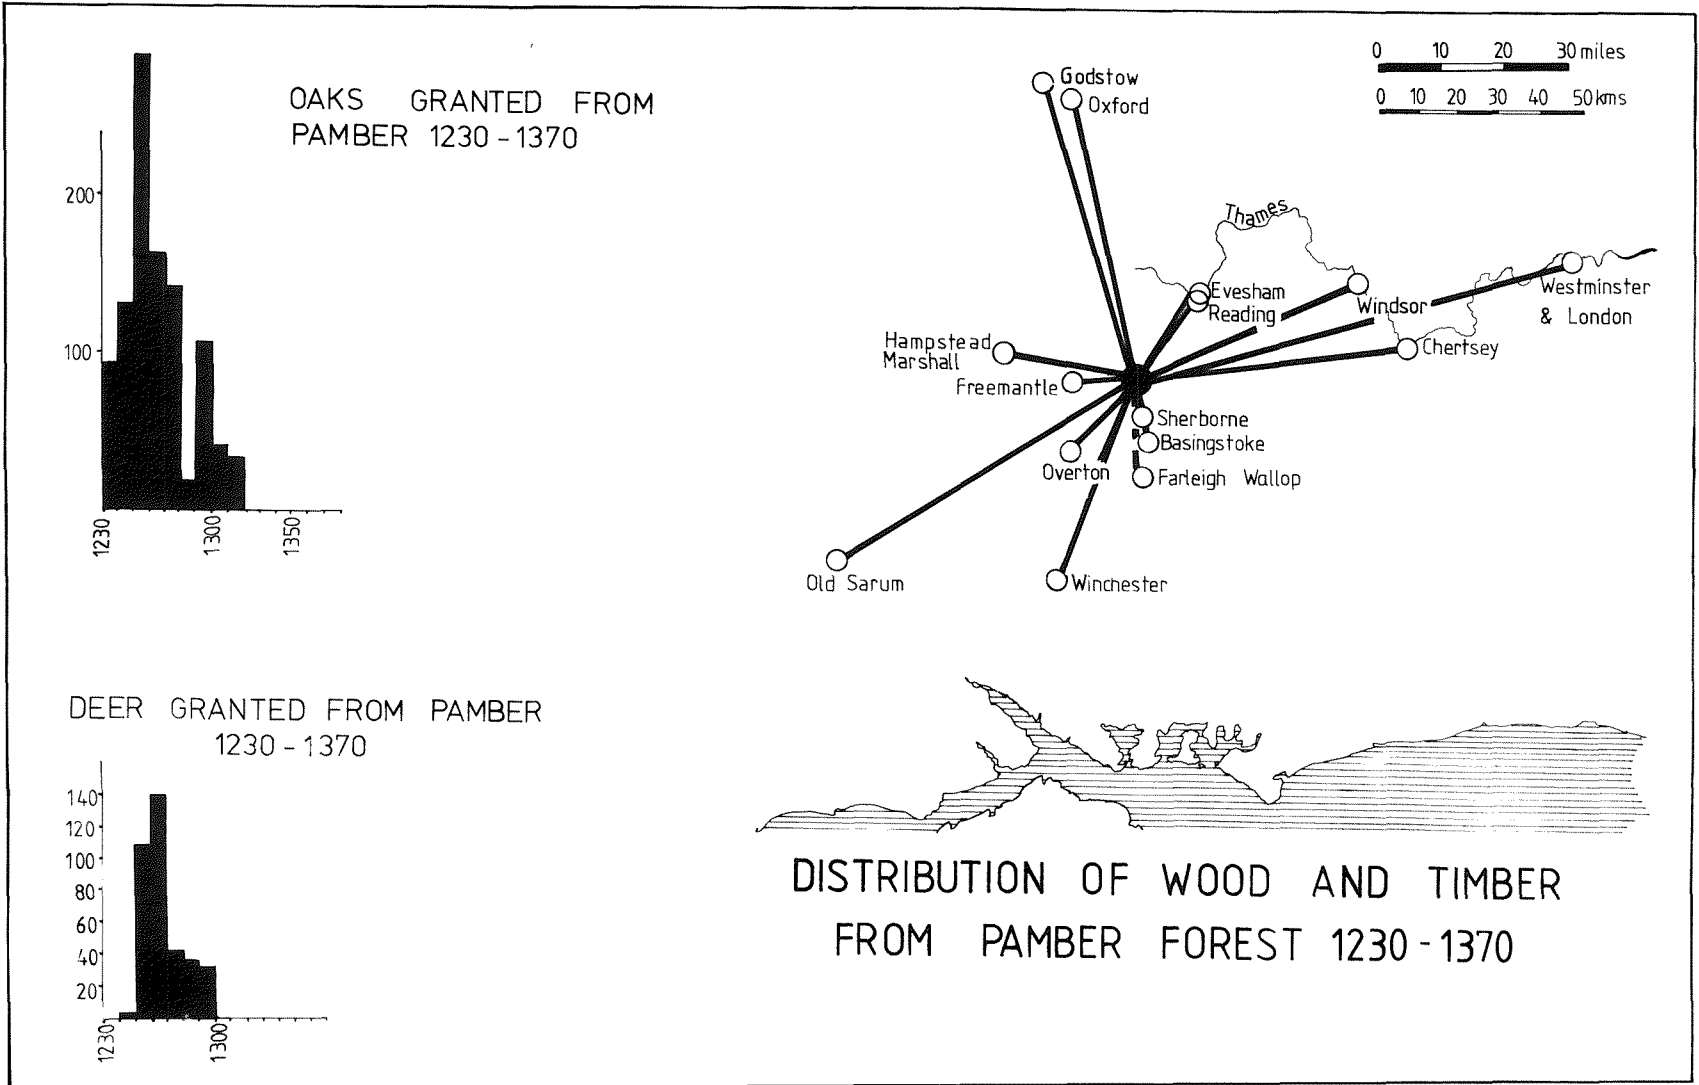 OAKS GRANTED FROM
PAMBER 1230 - 1370
200
100
1230
1300
1350
DEER GRANTED FROM PAMBER
1230 - 1370
140
120
100
80
60
40
20
1230
1300
0 10 20 30 miles
0 10 20 30 40 50 kms
Godstow
Oxford
Thames
Evesham
Reading
Windsor
Westminster
& London
Chertsey
Hampstead
Marshall
Freemantle
Sherborne
Basingstoke
Overton
Farleigh Wallop
Old Sarum
Winchester
DISTRIBUTION OF WOOD AND TIMBER
FROM PAMBER FOREST 1230 - 1370